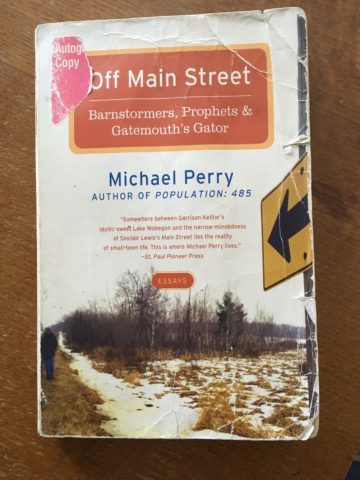 Autog
Copy
Off Main Street
Barnstormers, Prophets &
Gatemouth's Gator
Michael Perry
AUTHOR OF POPULATION: 485
"Somewhere between Garrison Keillor's
idyllic-sweet Lake Wobegon and the narrow-mindedness
of Sinclair Lewis's Main Street lies the reality
of small-town life. This is where Michael Perry lives."
—St. Paul Pioneer Press
ESSAYS